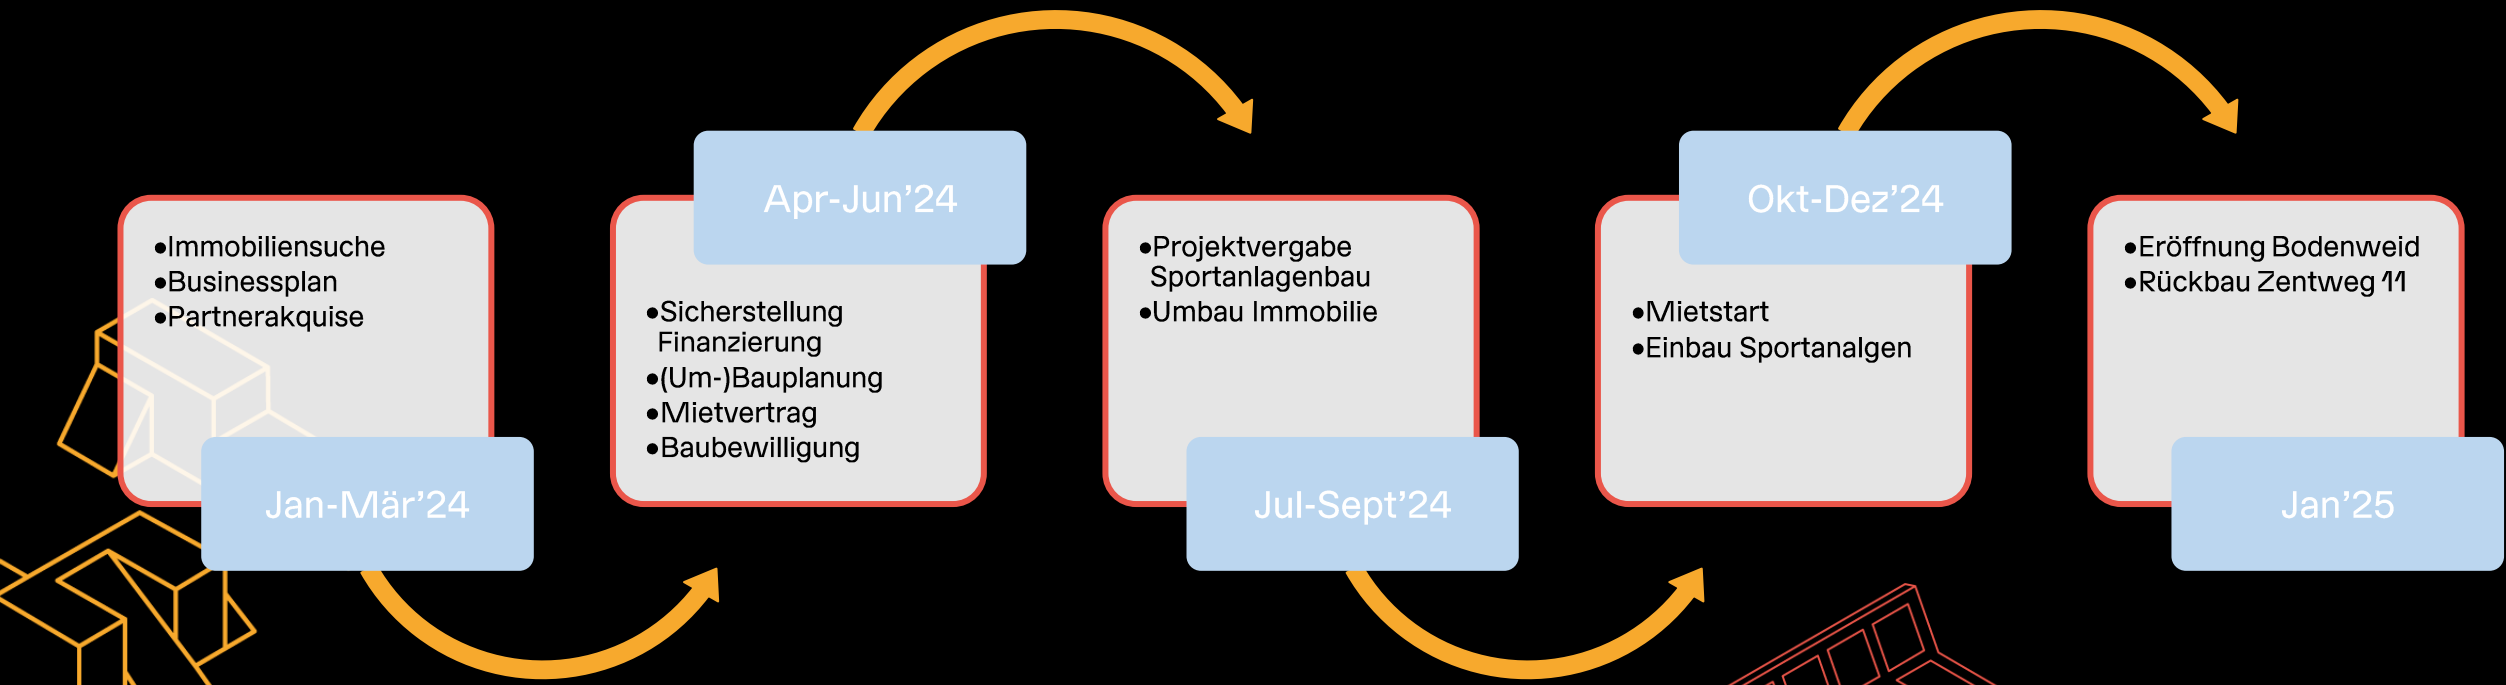 •Immobiliensuche
•Businessplan
•Partnerakquise
Jan-Mär’24
Apr-Jun’24
•Sicherstellung
Finanzierung
•(Um-)Bauplanung
•Mietvertrag
•Baubewilligung
•Projektvergabe
Sportanlagenbau
•Umbau Immobilie
Jul-Sept’24
Okt-Dez’24
•Mietstart
•Einbau Sportanalgen
•Eröffnung Bodenweid
•Rückbau Zentweg 11
Jan’25